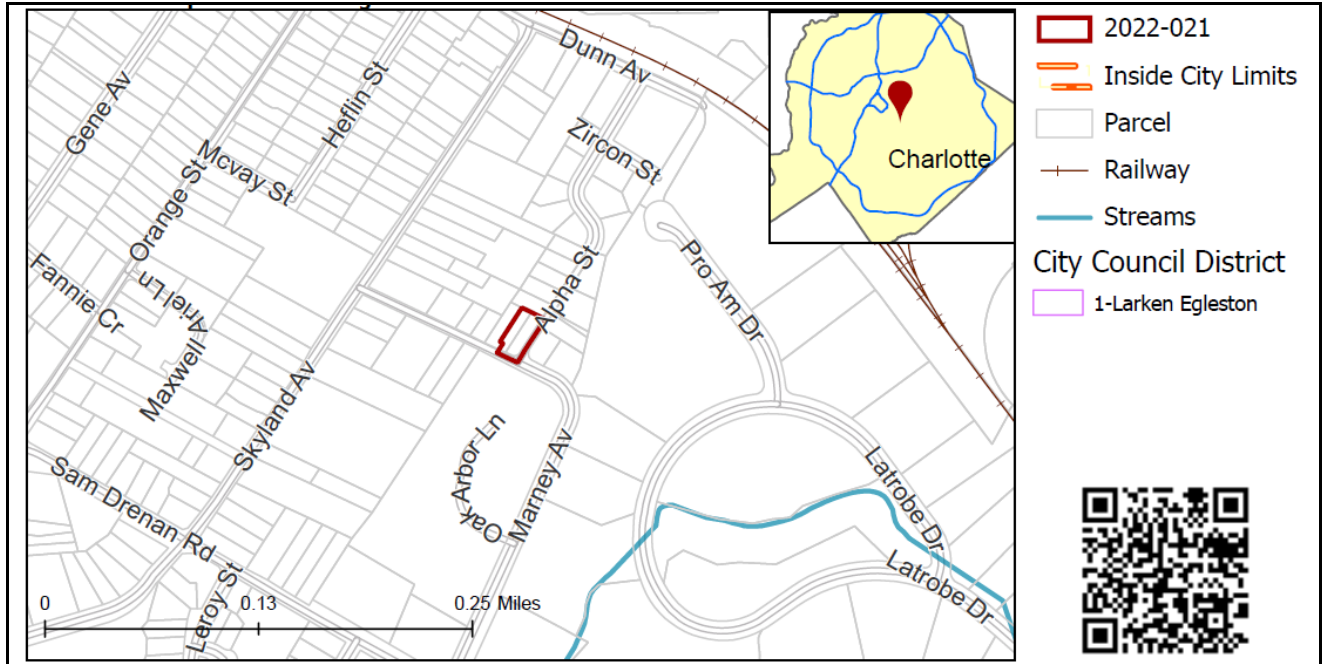 Dunn Av
Gene Av
Heflin St
Zircon St
Mcvay St
Orange St
Alpha St
Pro Am Dr
Fannie Cr
Ariel Ln
Maxwell
Skyland Av
Arbor Ln
Oak
Marney Av
Latrobe Dr
Latrobe Dr
Sam Drenan Rd
Leroy St
0 0.13 0.25 Miles
Charlotte
2022-021
Inside City Limits
Parcel
Railway
Streams
City Council District
1-Larken Egleston